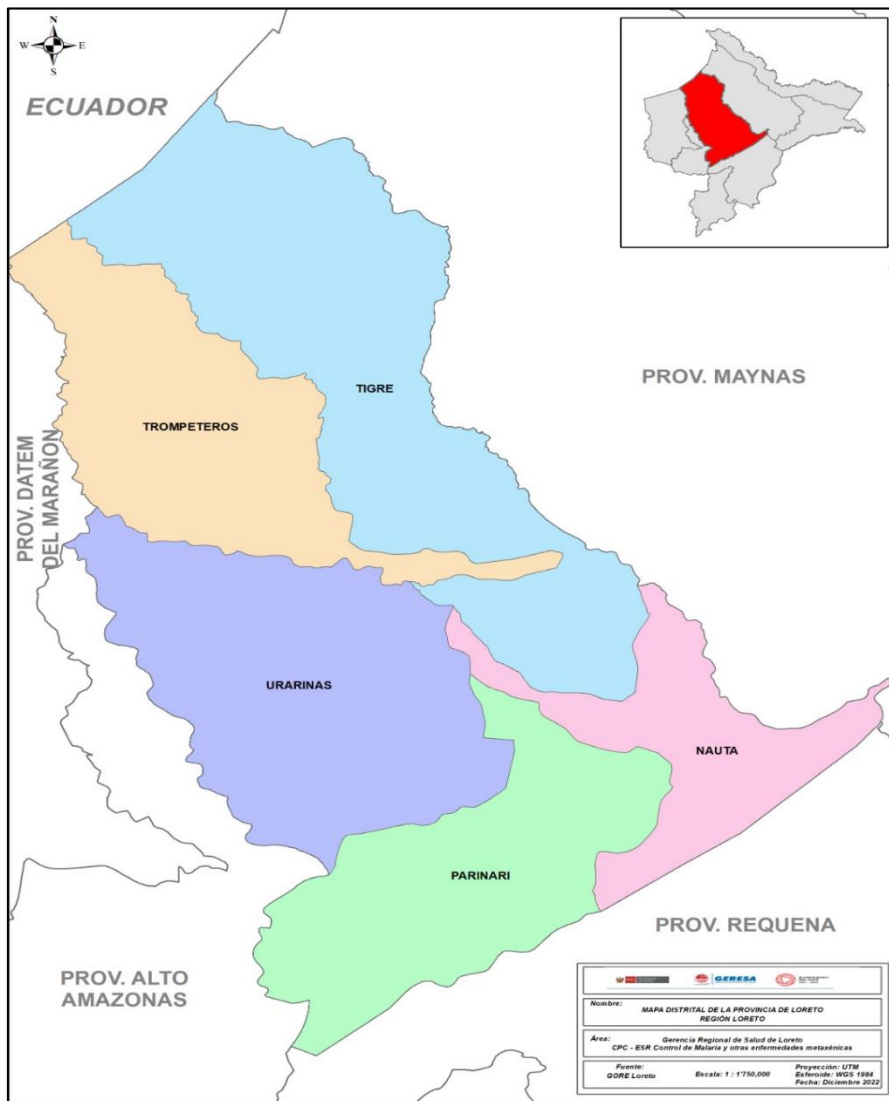 N
W E
S
ECUADOR
TIGRE
PROV. MAYNAS
TROMPETEROS
PROV. DATEM
DEL MARAÑON
URARINAS
NAUTA
PARINARI
PROV. REQUENA
PROV. ALTO
AMAZONAS
GERESA
Nombre:
MAPA DISTRITAL DE LA PROVINCIA DE LORETO
REGIÓN LORETO
Área:
Gerencia Regional de Salud de Loreto
CPC - ESR Control de Malaria y otras enfermedades metaxénicas
Fuente:
GORE Loreto
Escala: 1 : 1'750,000
Proyección: UTM
Esferoide: WGS 1984
Fecha: Diciembre 2022